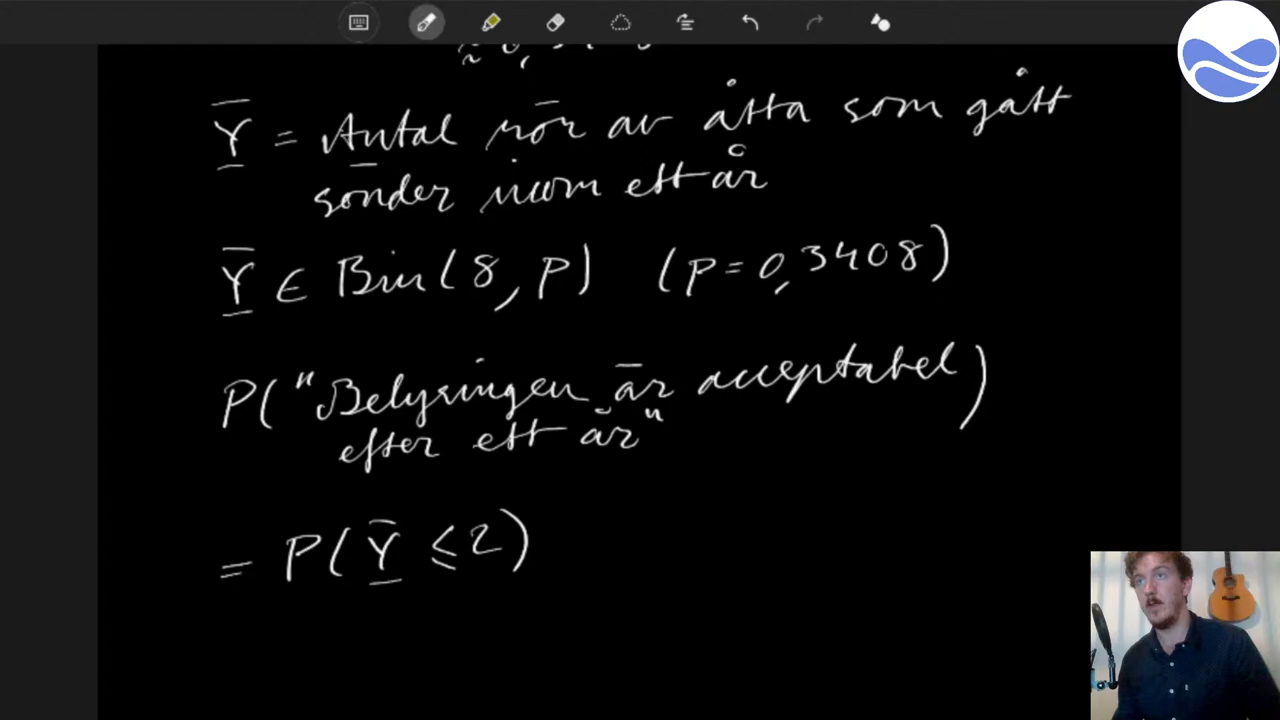 Y = Antal rör av åtta som gått
sönder inom ett år
Y ∈ Bin(8, p) (p = 0,3408)
P("Belysningen är acceptabel
efter ett år")
= P(Y ≤ 2)